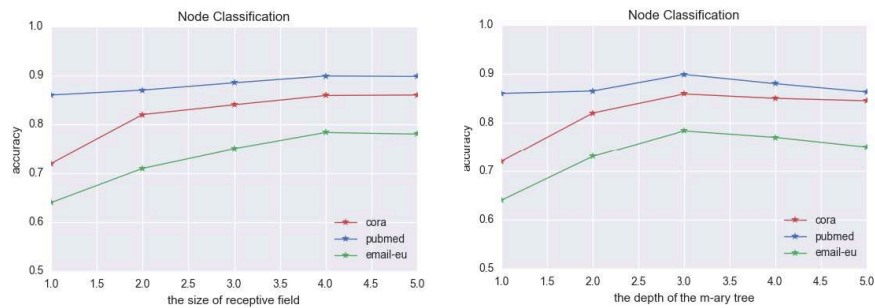 Node Classification
1.0
0.9
0.8
0.7
0.6
0.5
accuracy
cora
pubmed
email-eu
1.0 1.5 2.0 2.5 3.0 3.5 4.0 4.5 5.0
the size of receptive field
Node Classification
1.0
0.9
0.8
0.7
0.6
0.5
accuracy
cora
pubmed
email-eu
1.0 1.5 2.0 2.5 3.0 3.5 4.0 4.5 5.0
the depth of the m-ary tree